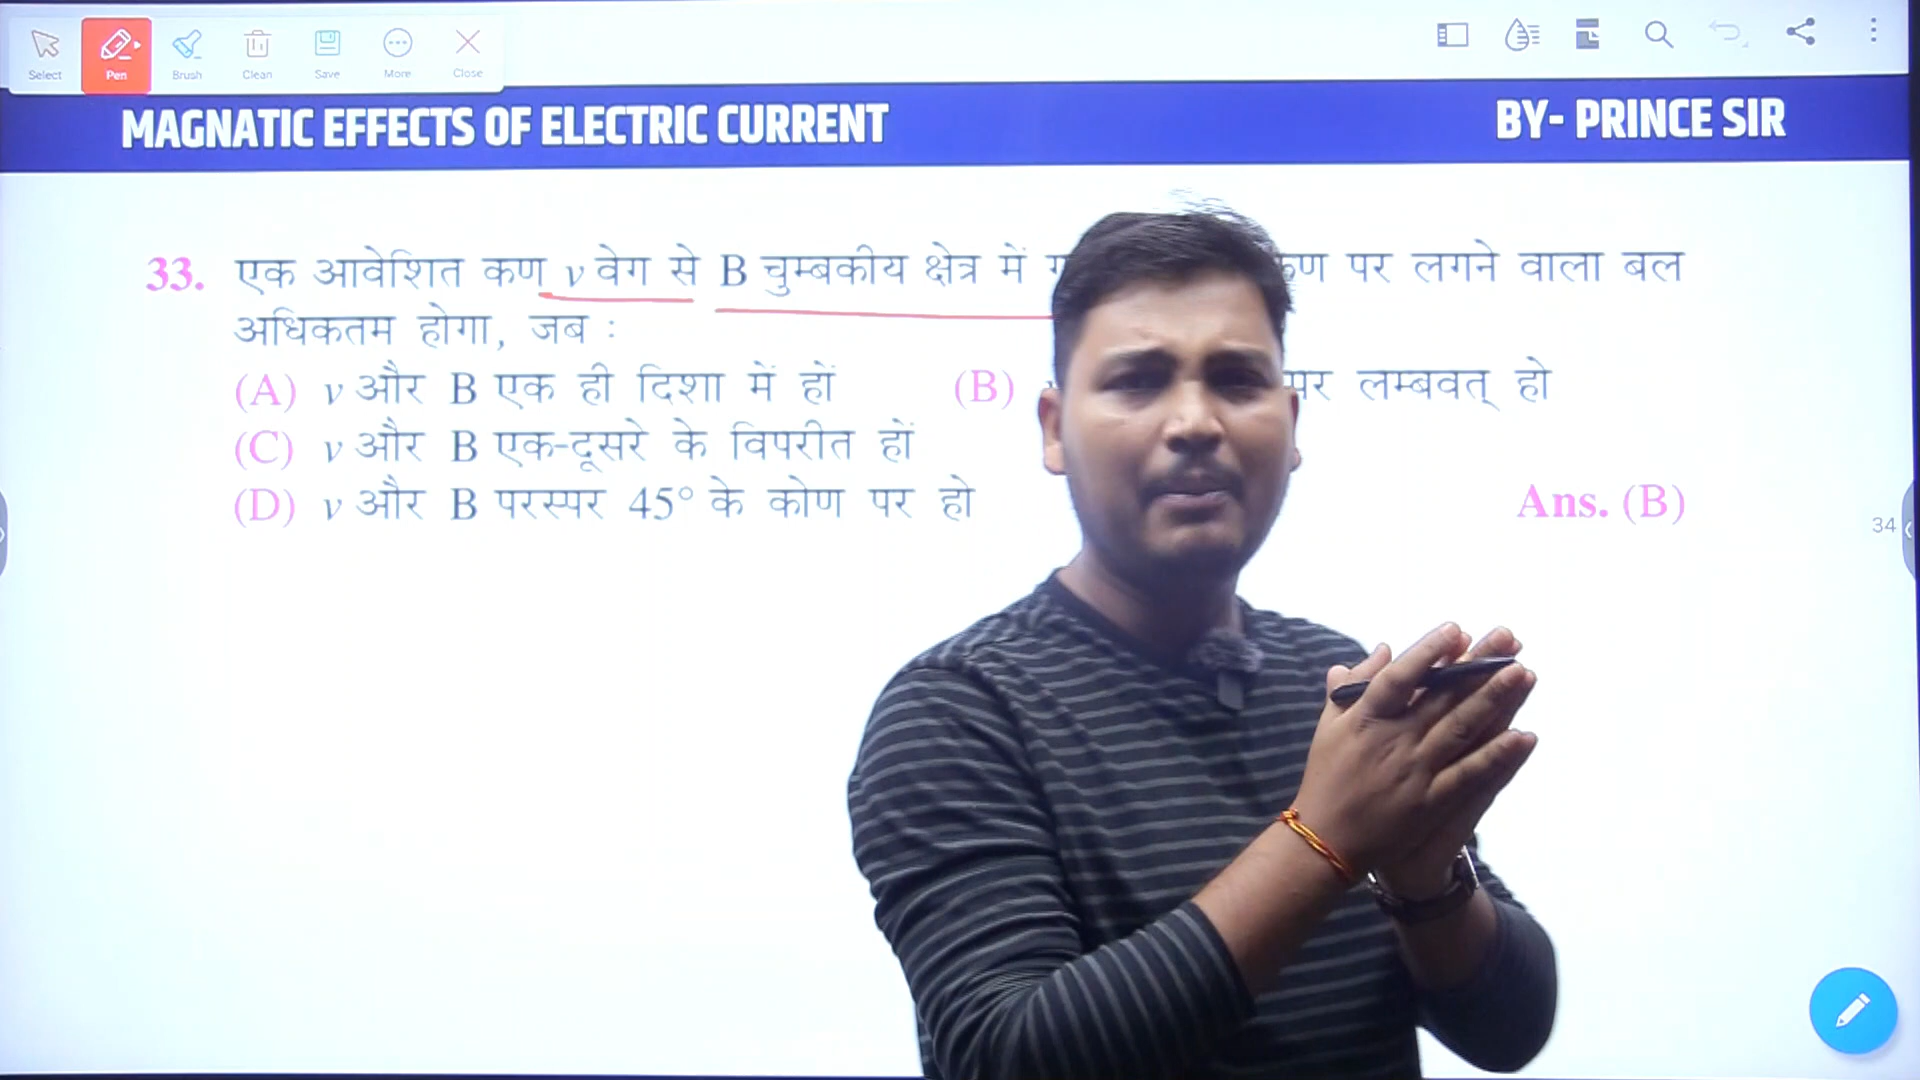 Select Pen Brush Clean Save More Close
MAGNATIC EFFECTS OF ELECTRIC CURRENT BY- PRINCE SIR
33. एक आवेशित कण v वेग से B चुम्बकीय क्षेत्र में पर लगने वाला बल
अधिकतम होगा, जब :
(A) v और B एक ही दिशा में हों (B) लम्बवत् हो
(C) v और B एक-दूसरे के विपरीत हों
(D) v और B परस्पर 45° के कोण पर हो Ans. (B)
34